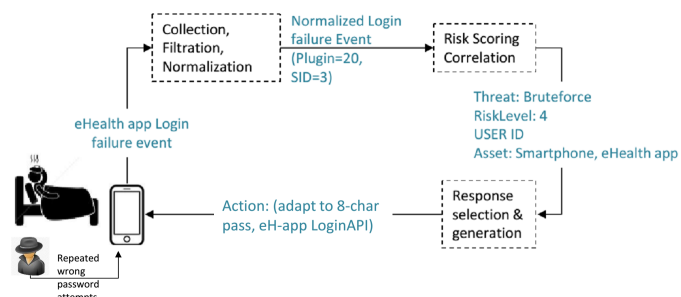 Collection,
Filtration,
Normalization
Normalized Login
failure Event
(Plugin=20,
SID=3)
Risk Scoring
Correlation
Threat: Bruteforce
RiskLevel: 4
USER ID
Asset: Smartphone, eHealth app
eHealth app Login
failure event
Response
selection &
generation
Action: (adapt to 8-char
pass, eH-app LoginAPI)
Repeated
wrong
password
attempts